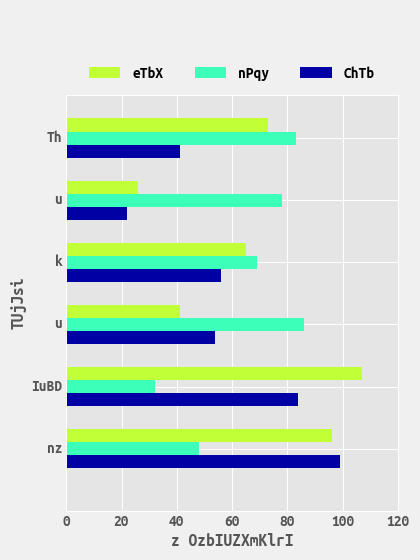 eTbX nPqy ChTb
Th
u
k
u
IuBD
nz
TUjJsi
0 20 40 60 80 100 120
z OzbIUZXmKlrI